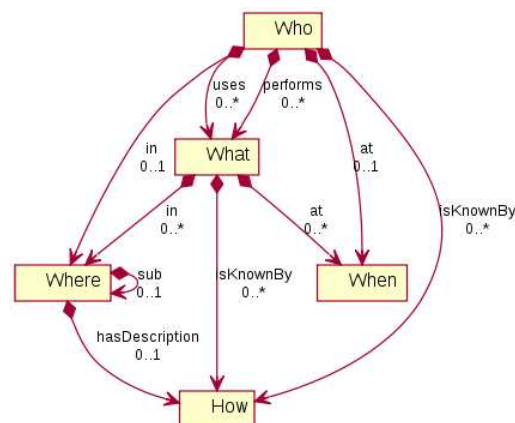 Who
uses
0..*
performs
0..*
in
0..1
at
0..1
What
isKnownBy
0..*
in
0..*
at
0..*
Where
sub
0..1
isKnownBy
0..*
When
hasDescription
0..1
How